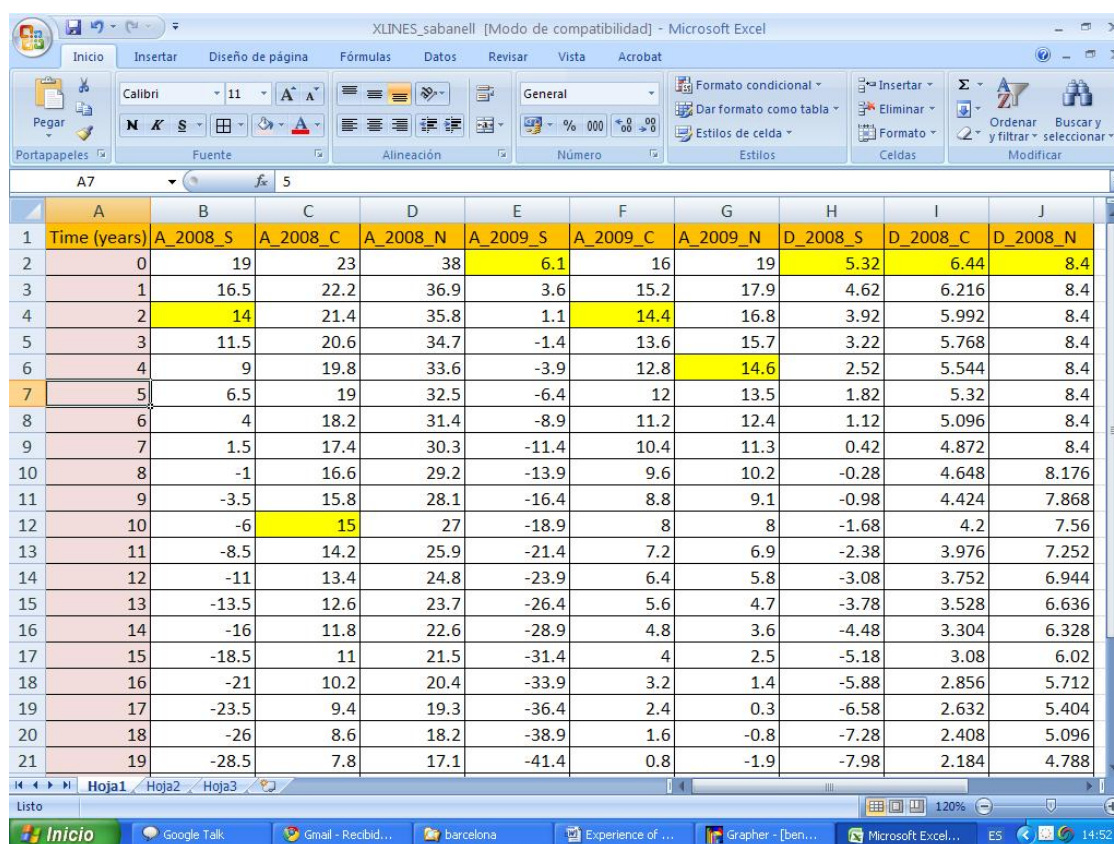 XLINES_sabanell [Modo de compatibilidad] - Microsoft Excel
Inicio Insertar Diseño de página Fórmulas Datos Revisar Vista Acrobat
Pegar
Calibri 11 A A
N K S A
General
% 000
Formato condicional
Dar formato como tabla
Estilos de celda
Insertar
Eliminar
Formato
Σ
Ordenar y filtrar
Buscar y seleccionar
Portapapeles Fuente Alineación Número Estilos Celdas Modificar
A7 fx 5
A B C D E F G H I J
1 Time (years) A_2008_S A_2008_C A_2008_N A_2009_S A_2009_C A_2009_N D_2008_S D_2008_C D_2008_N
2 0 19 23 38 6.1 16 19 5.32 6.44 8.4
3 1 16.5 22.2 36.9 3.6 15.2 17.9 4.62 6.216 8.4
4 2 14 21.4 35.8 1.1 14.4 16.8 3.92 5.992 8.4
5 3 11.5 20.6 34.7 -1.4 13.6 15.7 3.22 5.768 8.4
6 4 9 19.8 33.6 -3.9 12.8 14.6 2.52 5.544 8.4
7 5 6.5 19 32.5 -6.4 12 13.5 1.82 5.32 8.4
8 6 4 18.2 31.4 -8.9 11.2 12.4 1.12 5.096 8.4
9 7 1.5 17.4 30.3 -11.4 10.4 11.3 0.42 4.872 8.4
10 8 -1 16.6 29.2 -13.9 9.6 10.2 -0.28 4.648 8.176
11 9 -3.5 15.8 28.1 -16.4 8.8 9.1 -0.98 4.424 7.868
12 10 -6 15 27 -18.9 8 8 -1.68 4.2 7.56
13 11 -8.5 14.2 25.9 -21.4 7.2 6.9 -2.38 3.976 7.252
14 12 -11 13.4 24.8 -23.9 6.4 5.8 -3.08 3.752 6.944
15 13 -13.5 12.6 23.7 -26.4 5.6 4.7 -3.78 3.528 6.636
16 14 -16 11.8 22.6 -28.9 4.8 3.6 -4.48 3.304 6.328
17 15 -18.5 11 21.5 -31.4 4 2.5 -5.18 3.08 6.02
18 16 -21 10.2 20.4 -33.9 3.2 1.4 -5.88 2.856 5.712
19 17 -23.5 9.4 19.3 -36.4 2.4 0.3 -6.58 2.632 5.404
20 18 -26 8.6 18.2 -38.9 1.6 -0.8 -7.28 2.408 5.096
21 19 -28.5 7.8 17.1 -41.4 0.8 -1.9 -7.98 2.184 4.788
Hoja1 Hoja2 Hoja3
Listo 120%
Inicio Google Talk Gmail - Recibid... barcelona Experience of ... Grapher - [ben... Microsoft Excel... ES 14:52